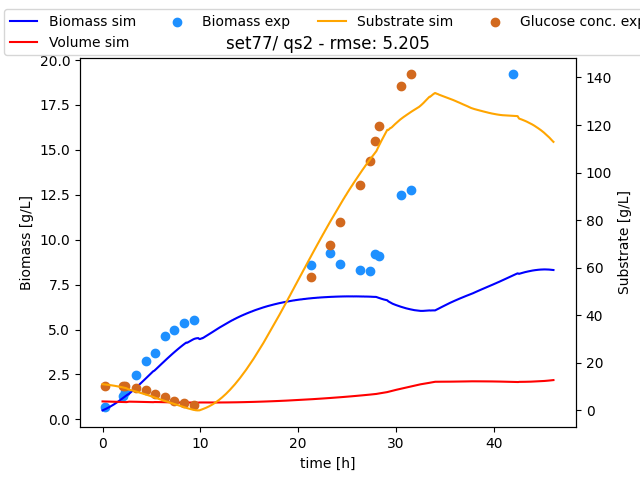 Biomass sim Biomass exp Substrate sim Glucose conc. exp
Volume sim
set77/ qs2 - rmse: 5.205
20.0
17.5
15.0
12.5
10.0
7.5
5.0
2.5
0.0
Biomass [g/L]
140
120
100
80
60
40
20
0
Substrate [g/L]
0 10 20 30 40
time [h]